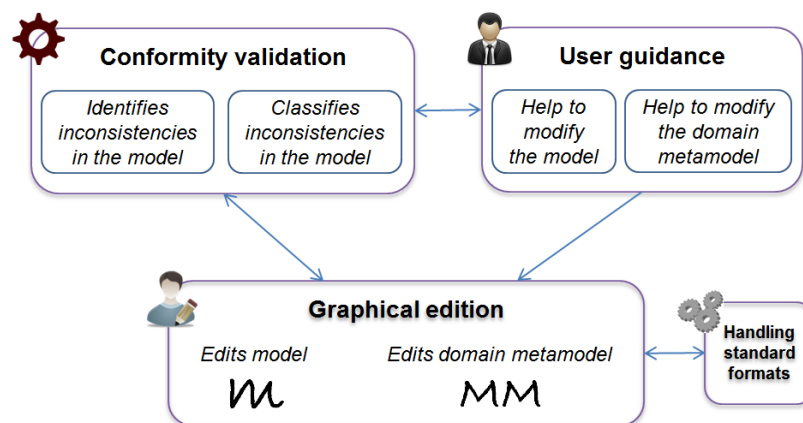 Conformity validation
Identifies
inconsistencies
in the model
Classifies
inconsistencies
in the model
User guidance
Help to
modify
the model
Help to modify
the domain
metamodel
Graphical edition
Edits model
m
Edits domain metamodel
MM
Handling
standard
formats